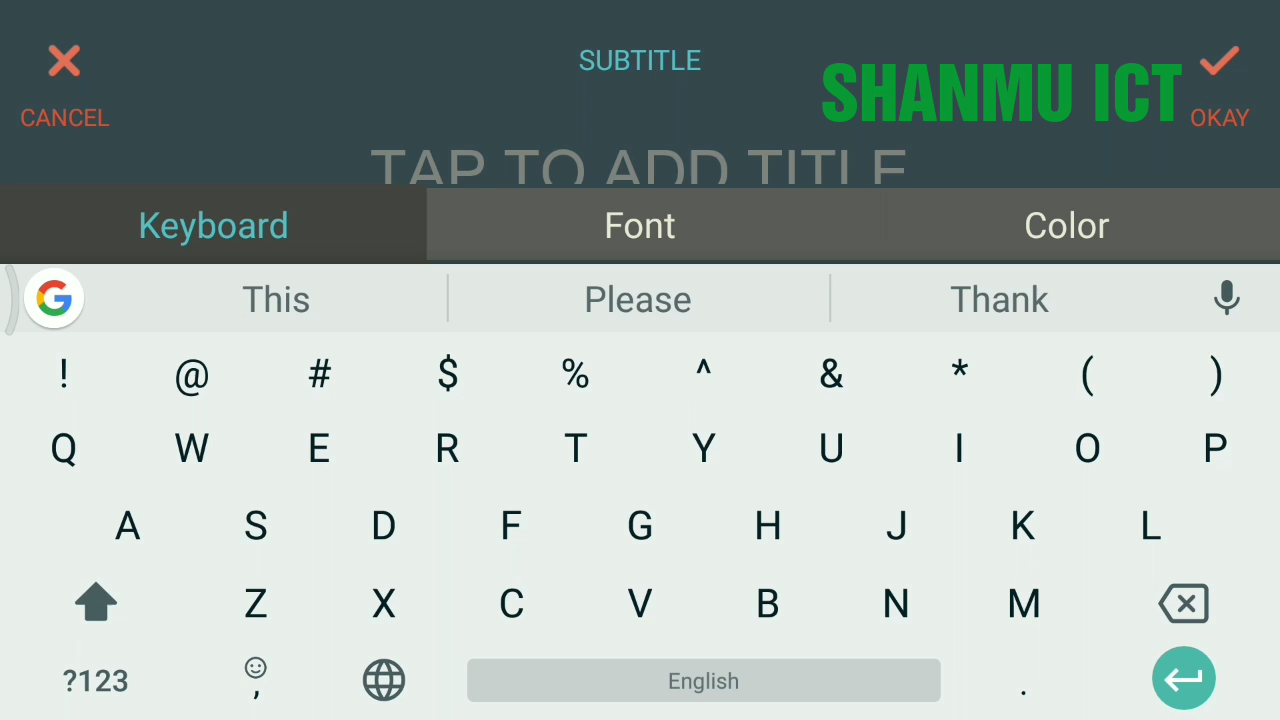 SUBTITLE
SHANMU ICT
CANCEL
OKAY
TAP TO ADD TITLE
Keyboard Font Color
G This Please Thank
! @ # $ % ^ & * ( )
Q W E R T Y U I O P
A S D F G H J K L
Z X C V B N M
?123 , English .